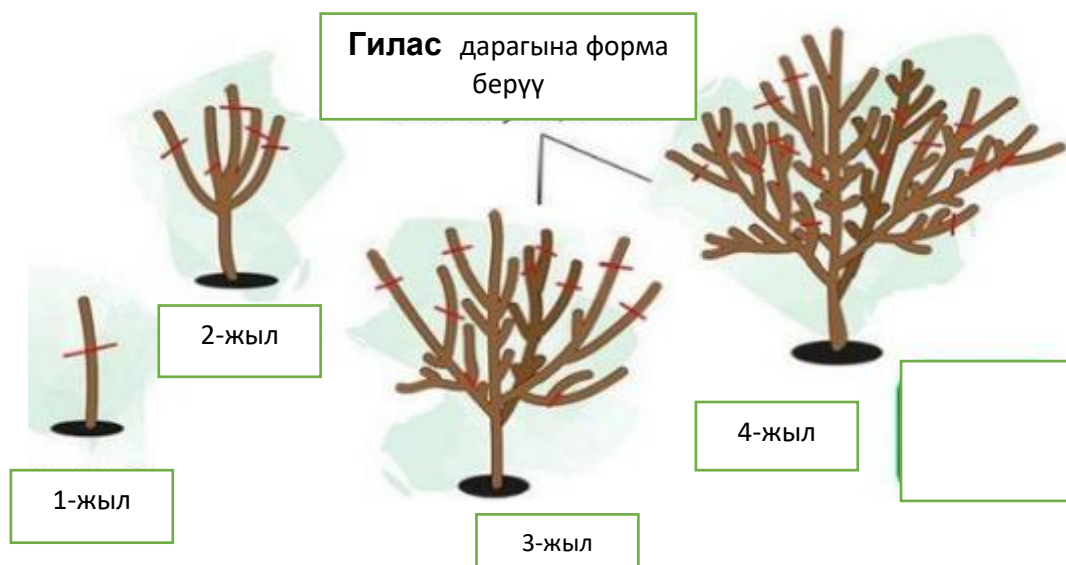 Гилас дарагына форма
берүү
2-жыл
1-жыл
4-жыл
3-жыл